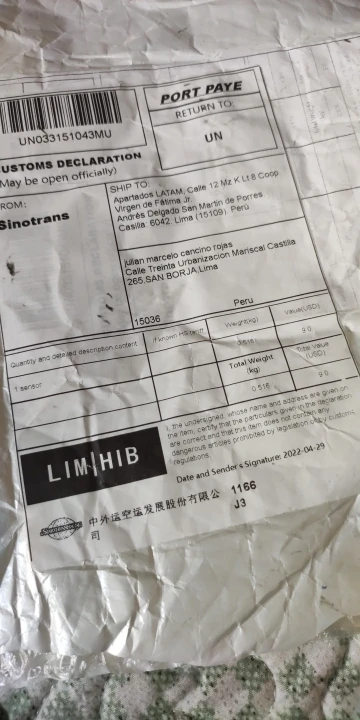 PORT PAYE
RETURN TO:
UN
UN033151043MU
CUSTOMS DECLARATION
(May be open officially)
FROM:
Sinotrans
SHIP TO:
Apartados LATAM, Calle 12 Mz K Lt 8 Coop
Virgen de Fátima Jr.
Andrés Delgado San Martin de Porres
Casilla 6042, Lima (15109) Perú
julian marcelo cancino rojas
Calle Treinta Urbanizacion Mariscal Castilla
265,SAN BORJA,Lima
15036
Peru
Quantity and detailed description content
Weight(kg)
Value(USD)
9.0
1 sensor
Total Weight
(kg)
Total Value
(USD)
0.516
9.0
I, the undersigned, whose name and address are given on
the item, certify that the particulars given in the declaration
are correct and that this item does not contain any
dangerous articles prohibited by legislation or by customs
regulations.
LIM|HIB
Date and Sender's Signature: 2022-04-29
中外运空运发展股份有限公
司
1166
J3